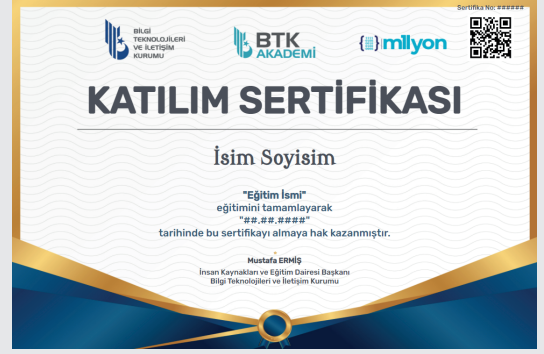 Sertifika No: ######
BİLGİ
TEKNOLOJİLERİ
VE İLETİŞİM
KURUMU
BTK
AKADEMİ
1milyon
KATILIM SERTİFİKASI
İsim Soyisim
"Eğitim İsmi"
eğitimini tamamlayarak
"##.##.####"
tarihinde bu sertifikayı almaya hak kazanmıştır.
Mustafa ERMİŞ
İnsan Kaynakları ve Eğitim Dairesi Başkanı
Bilgi Teknolojileri ve İletişim Kurumu